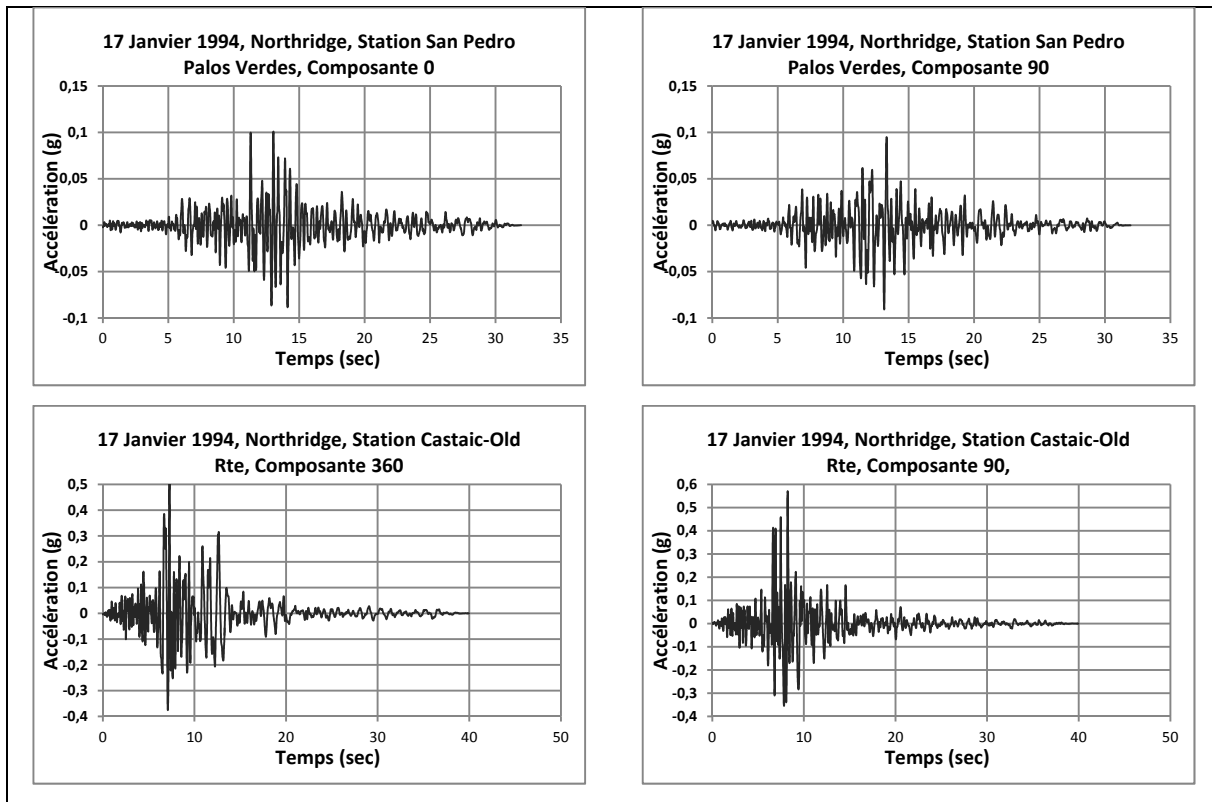 17 Janvier 1994, Northridge, Station San Pedro
Palos Verdes, Composante 0
Accélération (g)
0,15
0,1
0,05
0
-0,05
-0,1
0 5 10 15 20 25 30 35
Temps (sec)
17 Janvier 1994, Northridge, Station San Pedro
Palos Verdes, Composante 90
Accélération (g)
0,15
0,1
0,05
0
-0,05
-0,1
0 5 10 15 20 25 30 35
Temps (sec)
17 Janvier 1994, Northridge, Station Castaic-Old
Rte, Composante 360
Accélération (g)
0,5
0,4
0,3
0,2
0,1
0
-0,1
-0,2
-0,3
-0,4
0 10 20 30 40 50
Temps (sec)
17 Janvier 1994, Northridge, Station Castaic-Old
Rte, Composante 90,
Accélération (g)
0,6
0,5
0,4
0,3
0,2
0,1
0
-0,1
-0,2
-0,3
-0,4
0 10 20 30 40 50
Temps (sec)